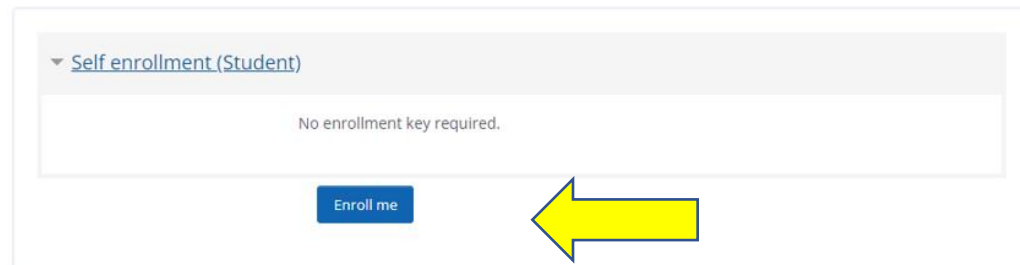 Self enrollment (Student)
No enrollment key required.
Enroll me